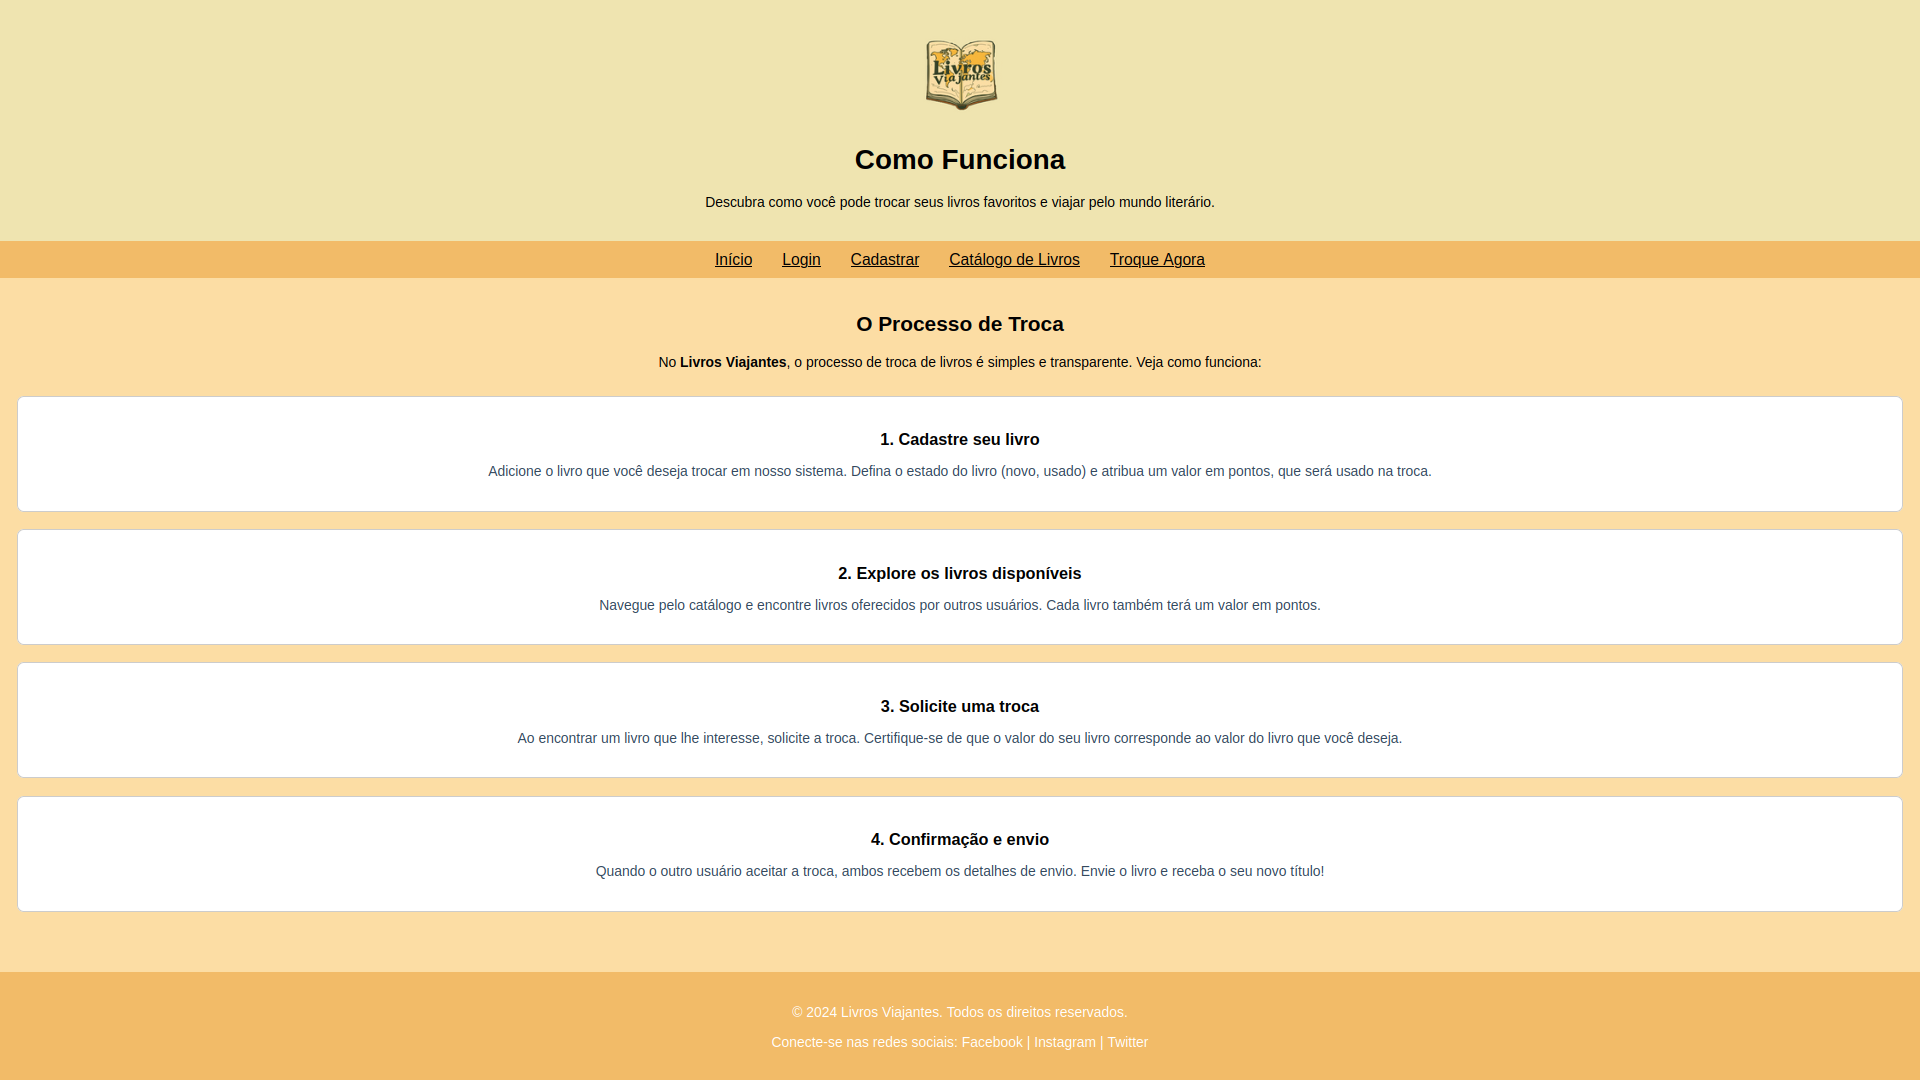 Livros
Viajantes
Como Funciona
Descubra como você pode trocar seus livros favoritos e viajar pelo mundo literário.
Início Login Cadastrar Catálogo de Livros Troque Agora
O Processo de Troca
No Livros Viajantes, o processo de troca de livros é simples e transparente. Veja como funciona:
1. Cadastre seu livro
Adicione o livro que você deseja trocar em nosso sistema. Defina o estado do livro (novo, usado) e atribua um valor em pontos, que será usado na troca.
2. Explore os livros disponíveis
Navegue pelo catálogo e encontre livros oferecidos por outros usuários. Cada livro também terá um valor em pontos.
3. Solicite uma troca
Ao encontrar um livro que lhe interesse, solicite a troca. Certifique-se de que o valor do seu livro corresponde ao valor do livro que você deseja.
4. Confirmação e envio
Quando o outro usuário aceitar a troca, ambos recebem os detalhes de envio. Envie o livro e receba o seu novo título!
© 2024 Livros Viajantes. Todos os direitos reservados.
Conecte-se nas redes sociais: Facebook | Instagram | Twitter